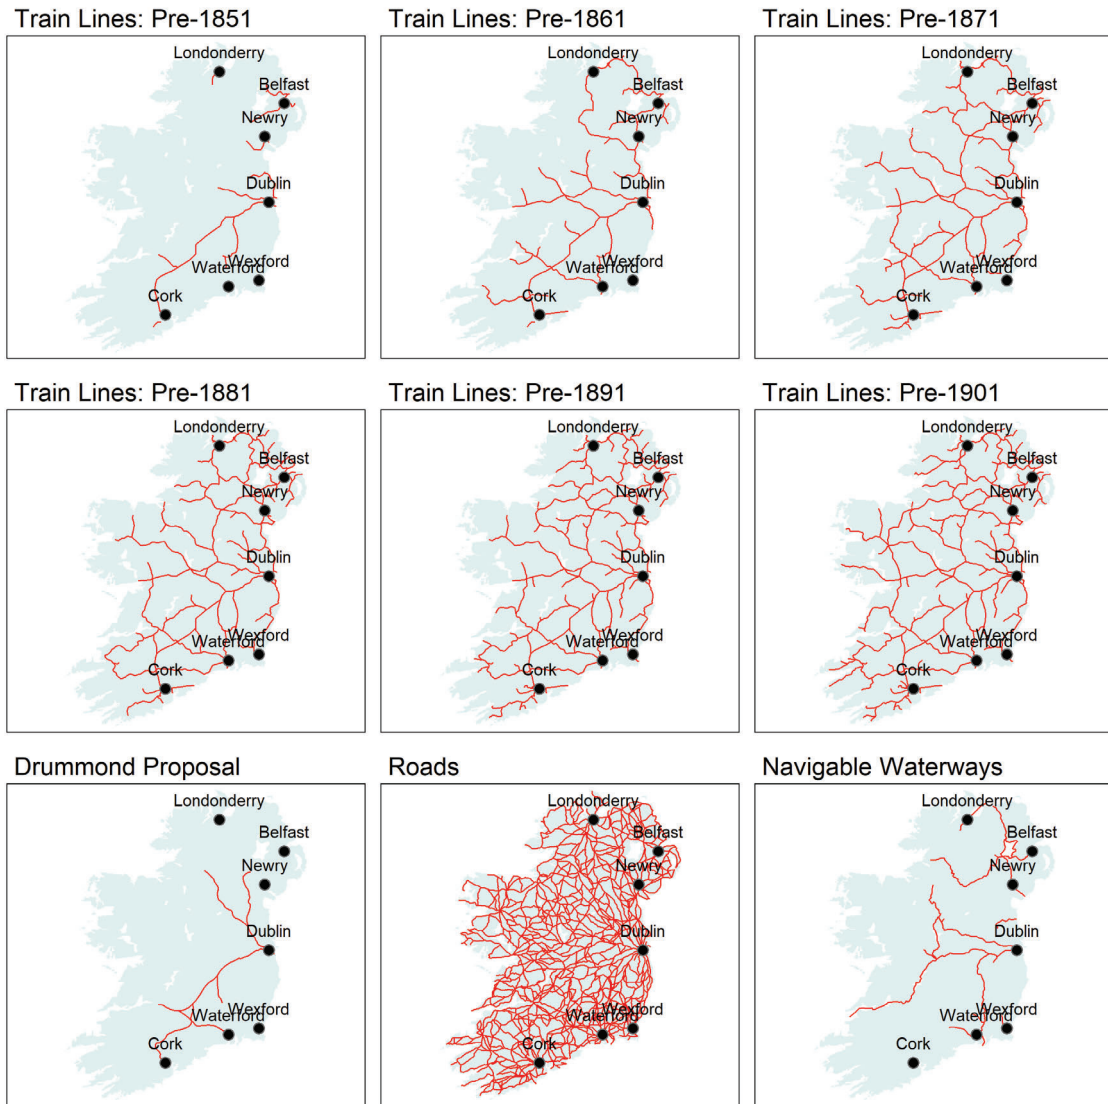 Train Lines: Pre-1851
Londonderry
Belfast
Newry
Dublin
Wexford
Waterford
Cork
Train Lines: Pre-1861
Londonderry
Belfast
Newry
Dublin
Wexford
Waterford
Cork
Train Lines: Pre-1871
Londonderry
Belfast
Newry
Dublin
Wexford
Waterford
Cork
Train Lines: Pre-1881
Londonderry
Belfast
Newry
Dublin
Wexford
Waterford
Cork
Train Lines: Pre-1891
Londonderry
Belfast
Newry
Dublin
Wexford
Waterford
Cork
Train Lines: Pre-1901
Londonderry
Belfast
Newry
Dublin
Wexford
Waterford
Cork
Drummond Proposal
Londonderry
Belfast
Newry
Dublin
Wexford
Waterford
Cork
Roads
Londonderry
Belfast
Newry
Dublin
Wexford
Waterford
Cork
Navigable Waterways
Londonderry
Belfast
Newry
Dublin
Wexford
Waterford
Cork